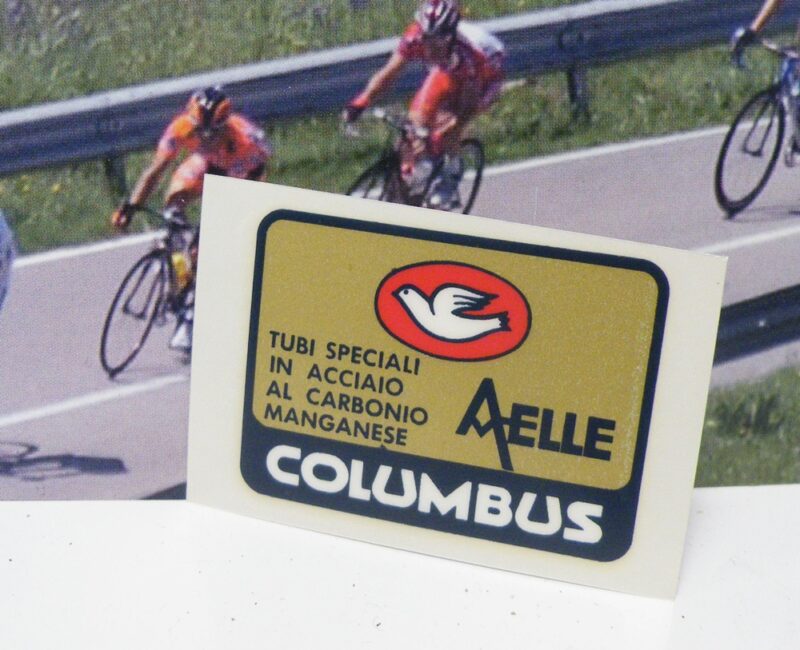 TUBI SPECIALI
IN ACCIAIO
AL CARBONIO
MANGANESE
AELLE
COLUMBUS